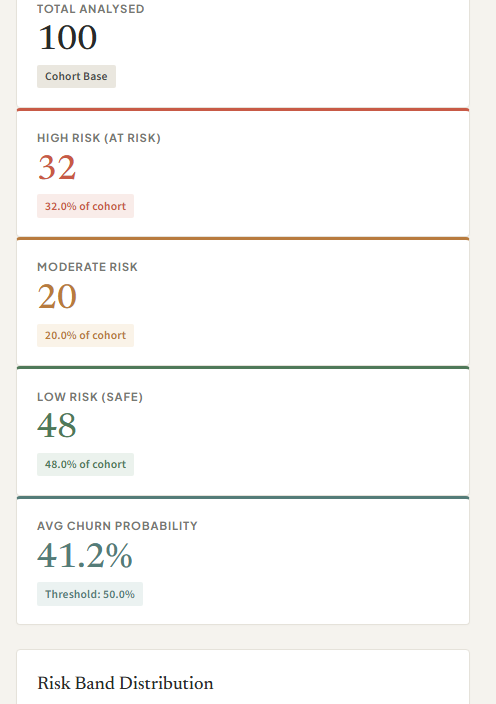 TOTAL ANALYSED
100
Cohort Base
HIGH RISK (AT RISK)
32
32.0% of cohort
MODERATE RISK
20
20.0% of cohort
LOW RISK (SAFE)
48
48.0% of cohort
AVG CHURN PROBABILITY
41.2%
Threshold: 50.0%
Risk Band Distribution